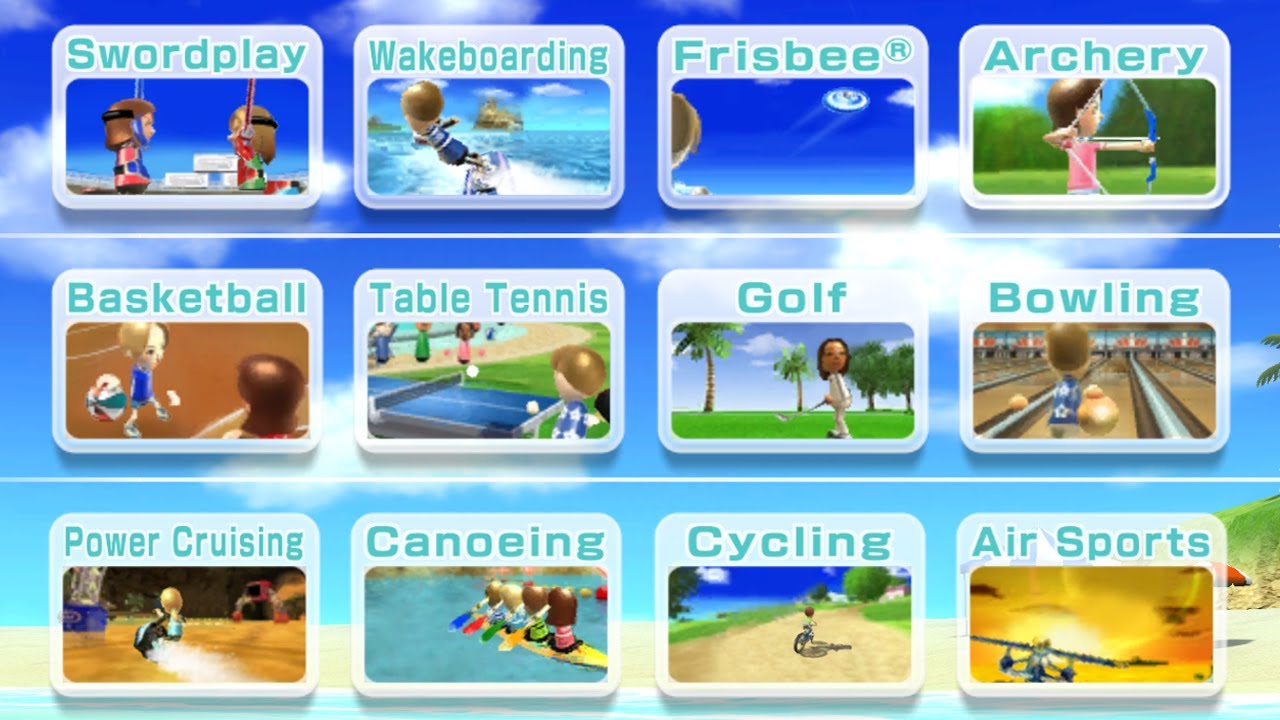 Swordplay
Wakeboarding
Frisbee®
Archery
Basketball
Table Tennis
Golf
Bowling
Power Cruising
Canoeing
Cycling
Air Sports